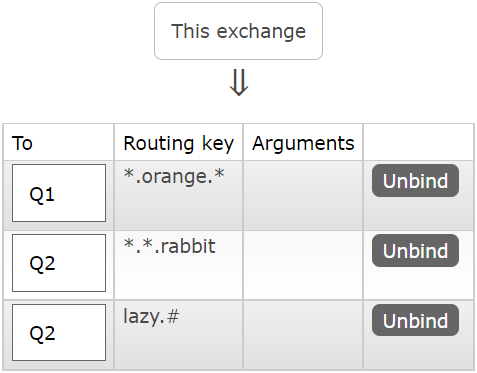 This exchange
⇓
To Routing key Arguments
Q1 *.orange.* Unbind
Q2 *.*.rabbit Unbind
Q2 lazy.# Unbind